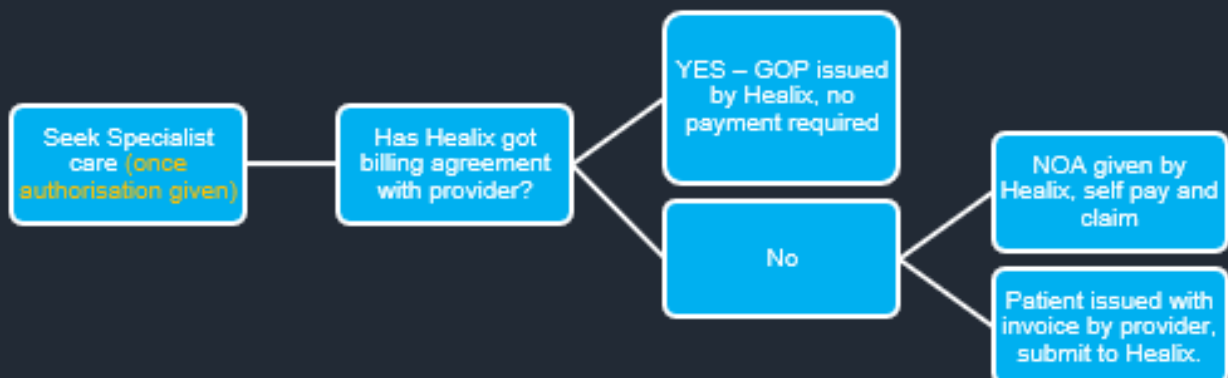 Seek Specialist
care (once
authorisation given)
Has Healix got
billing agreement
with provider?
YES – GOP issued
by Healix, no
payment required
No
NOA given by
Healix, self pay and
claim
Patient issued with
invoice by provider,
submit to Healix.